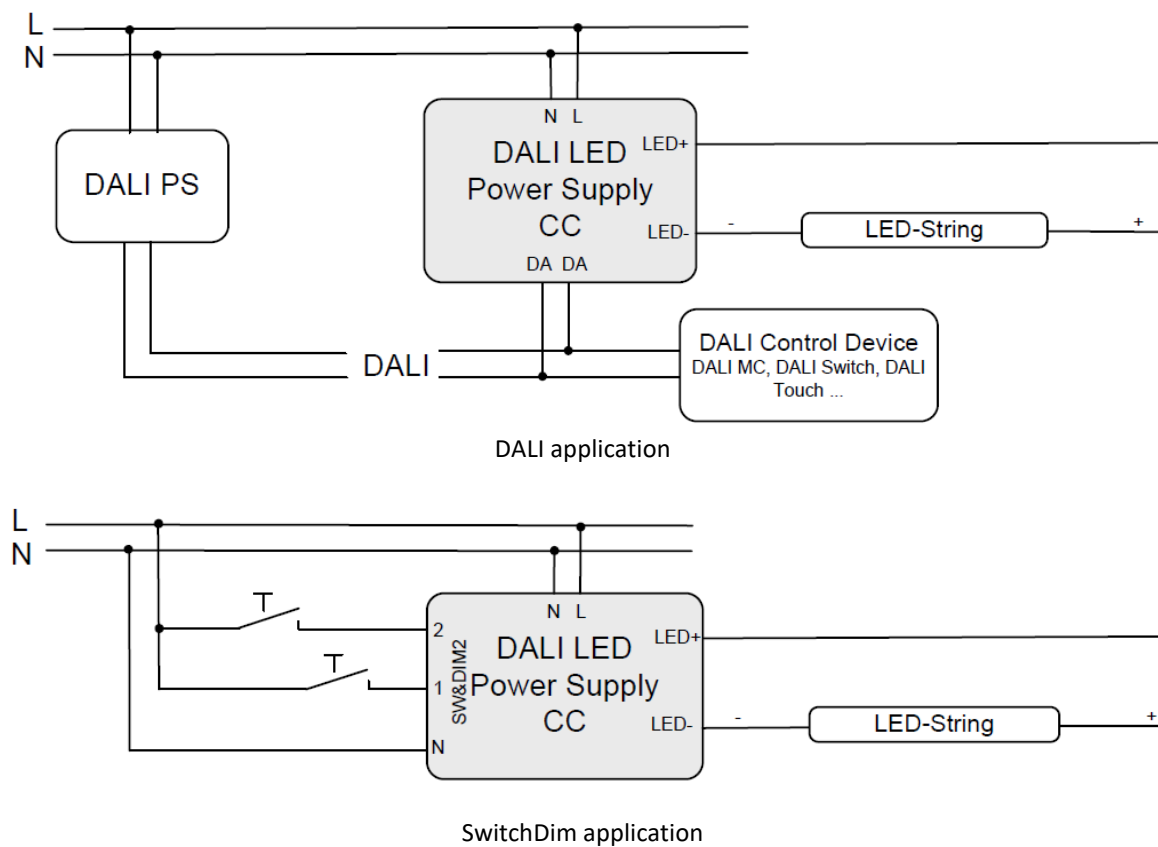 L
N
DALI PS
N L
DALI LED
Power Supply
CC
LED+
LED-
DA DA
-
LED-String
+
DALI
DALI Control Device
DALI MC, DALI Switch, DALI
Touch ...
DALI application
L
N
2
1
N
SW&DIM2
N L
DALI LED
Power Supply
CC
LED+
LED-
-
LED-String
+
SwitchDim application